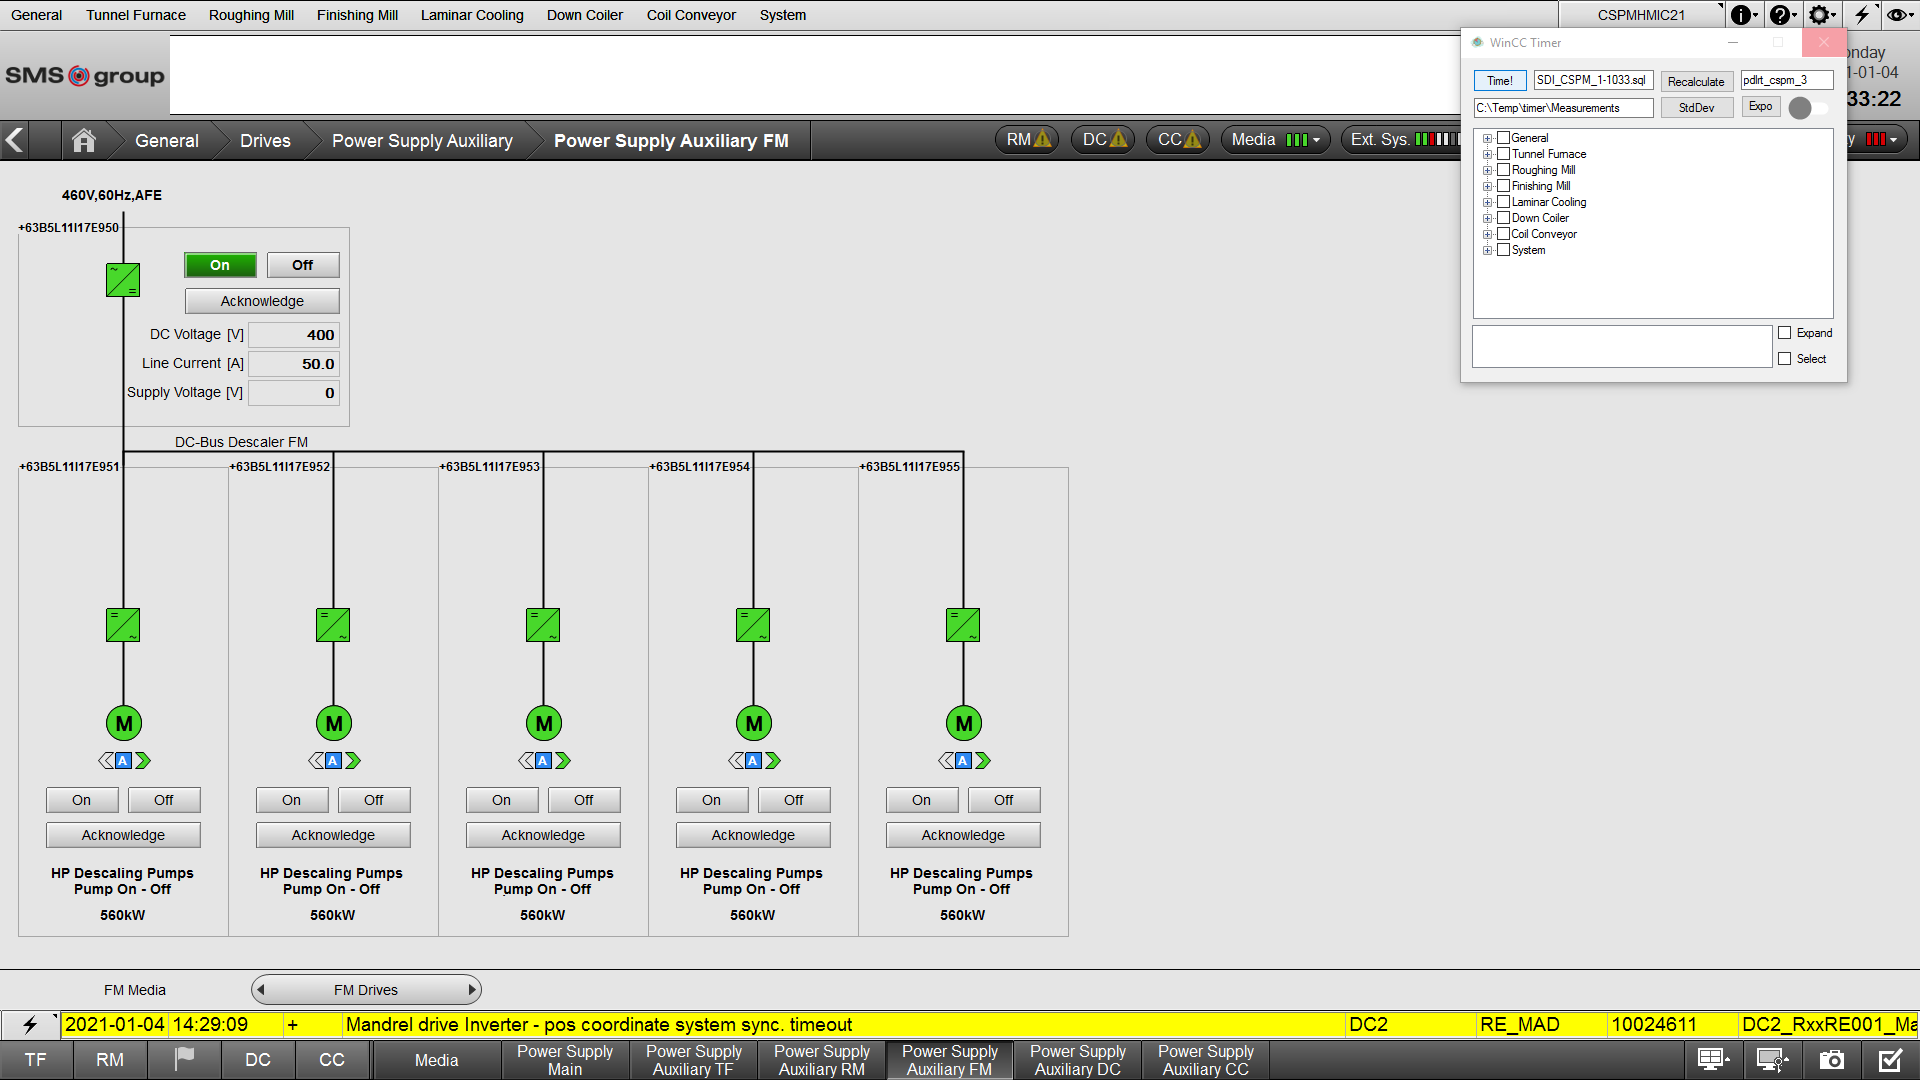 General Tunnel Furnace Roughing Mill Finishing Mill Laminar Cooling Down Coiler Coil Conveyor System CSPMHMIC21
SMS group
WinCC Timer
Time! SDI_CSPM_1-1033.sql Recalculate pdlrt_cspm_3
C:\Temp\timer\Measurements StdDev Expo
General
Tunnel Furnace
Roughing Mill
Finishing Mill
Laminar Cooling
Down Coiler
Coil Conveyor
System
Expand
Select
nday
1-01-04
33:22
General Drives Power Supply Auxiliary Power Supply Auxiliary FM RM DC CC Media Ext. Sys. y
460V,60Hz,AFE
+63B5L11I17E950
On Off
Acknowledge
DC Voltage [V] 400
Line Current [A] 50.0
Supply Voltage [V] 0
DC-Bus Descaler FM
+63B5L11I17E951 +63B5L11I17E952 +63B5L11I17E953 +63B5L11I17E954 +63B5L11I17E955
M M M M M
A A A A A
On Off On Off On Off On Off On Off
Acknowledge Acknowledge Acknowledge Acknowledge Acknowledge
HP Descaling Pumps HP Descaling Pumps HP Descaling Pumps HP Descaling Pumps HP Descaling Pumps
Pump On - Off Pump On - Off Pump On - Off Pump On - Off Pump On - Off
560kW 560kW 560kW 560kW 560kW
FM Media FM Drives
2021-01-04 14:29:09 + Mandrel drive Inverter - pos coordinate system sync. timeout DC2 RE_MAD 10024611 DC2_RxxRE001_Ma
TF RM DC CC Media
Power Supply Main
Power Supply Auxiliary TF
Power Supply Auxiliary RM
Power Supply Auxiliary FM
Power Supply Auxiliary DC
Power Supply Auxiliary CC